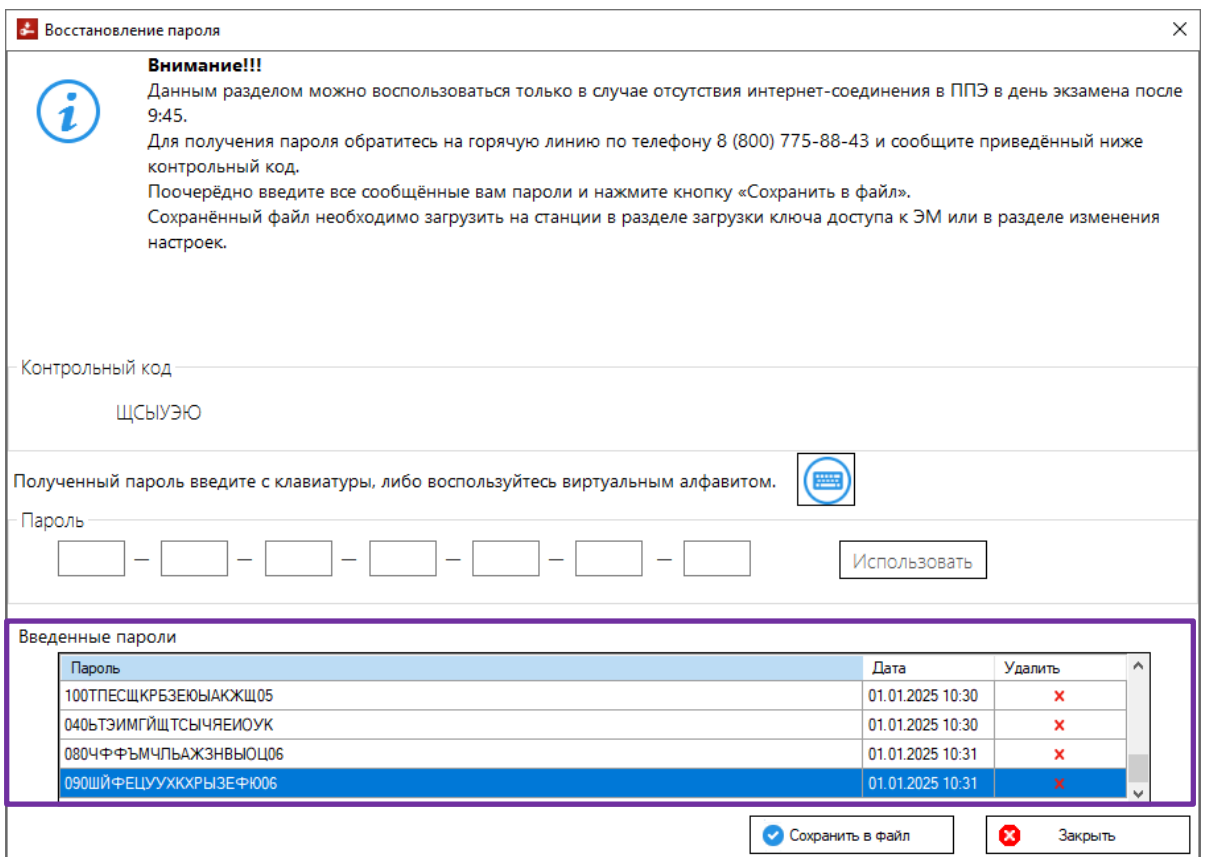 Восстановление пароля
Внимание!!!
Данным разделом можно воспользоваться только в случае отсутствия интернет-соединения в ППЭ в день экзамена после
9:45.
Для получения пароля обратитесь на горячую линию по телефону 8 (800) 775-88-43 и сообщите приведённый ниже
контрольный код.
Поочерёдно введите все сообщённые вам пароли и нажмите кнопку «Сохранить в файл».
Сохранённый файл необходимо загрузить на станции в разделе загрузки ключа доступа к ЭМ или в разделе изменения
настроек.
Контрольный код
ЩСЫУЭЮ
Полученный пароль введите с клавиатуры, либо воспользуйтесь виртуальным алфавитом.
Пароль
— — — — — — Использовать
Введенные пароли
Пароль Дата Удалить
100ТПЕСЩКРБЗЕЮЫАКЖЩ05 01.01.2025 10:30
040ЬТЭИМГЙЩТСЫЧЯЕИОУК 01.01.2025 10:30
080ЧФФЪМЧЛЬАЖЗНВЫОЦ06 01.01.2025 10:31
090ШЙФЕЦУУХКХРЫЗЕФЮ06 01.01.2025 10:31
Сохранить в файл Закрыть